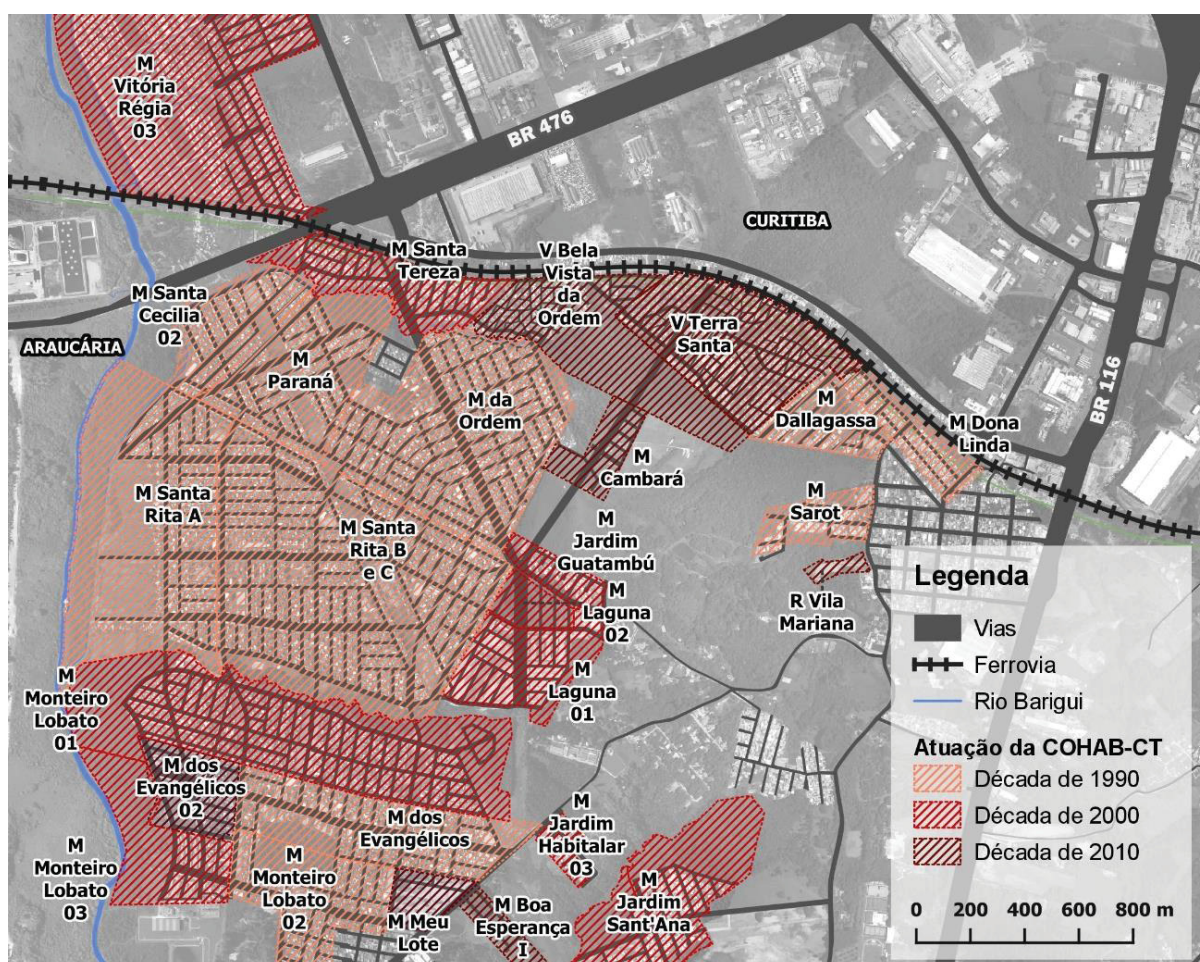 M
Vitória
Régia
03
BR 476
CURITIBA
M Santa
Tereza
V Bela
Vista
da
Ordem
M Santa
Cecilia
02
ARAUCÁRIA
V Terra
Santa
M
Paraná
M da
Ordem
M
Dallagassa
M Dona
Linda
BR 116
M
Cambará
M Santa
Rita A
M
Sarot
M Santa
Rita B
e C
M
Jardim
Guatambú
M
Laguna
02
R Vila
Mariana
M
Laguna
01
M
Monteiro
Lobato
01
M dos
Evangélicos
02
M dos
Evangélicos
M
Jardim
Habitalar
03
M
Monteiro
Lobato
03
M
Monteiro
Lobato
02
M Meu
Lote
M Boa
Esperança
I
M
Jardim
Sant'Ana
Legenda
Vias
Ferrovia
Rio Barigui
Atuação da COHAB-CT
Década de 1990
Década de 2000
Década de 2010
0 200 400 600 800 m